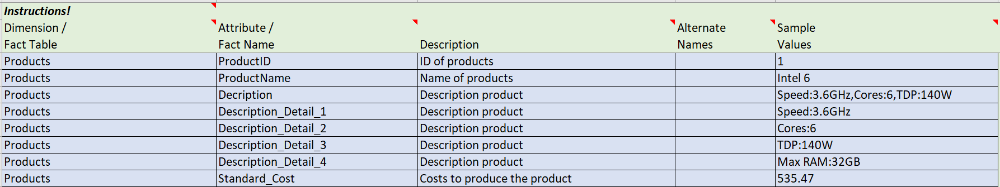 Instructions!
Dimension / Attribute / Alternate Sample
Fact Table Fact Name Description Names Values
Products ProductID ID of products 1
Products ProductName Name of products Intel 6
Products Decription Description product Speed:3.6GHz,Cores:6,TDP:140W
Products Description_Detail_1 Description product Speed:3.6GHz
Products Description_Detail_2 Description product Cores:6
Products Description_Detail_3 Description product TDP:140W
Products Description_Detail_4 Description product Max RAM:32GB
Products Standard_Cost Costs to produce the product 535.47